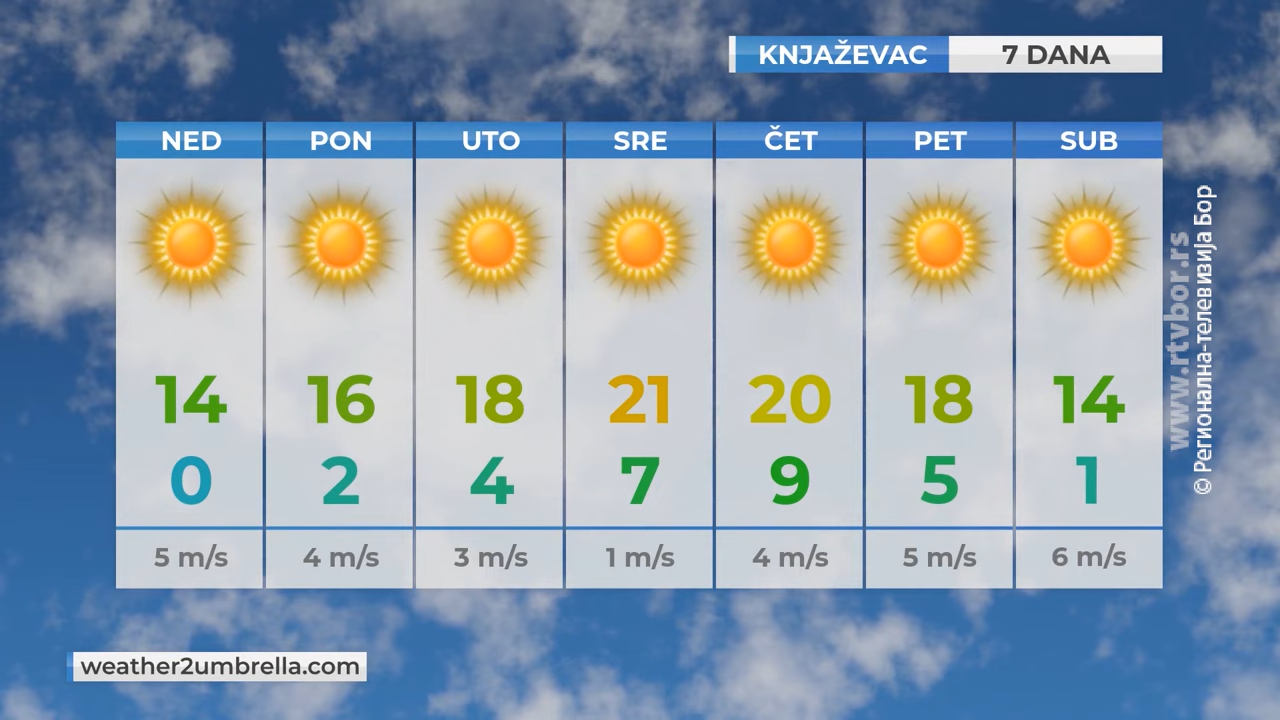 KNJAŽEVAC 7 DANA
NED PON UTO SRE ČET PET SUB
14 16 18 21 20 18 14
0 2 4 7 9 5 1
5 m/s 4 m/s 3 m/s 1 m/s 4 m/s 5 m/s 6 m/s
www.rtvbor.rs
© Регионална-телевизија Бор
weather2umbrella.com